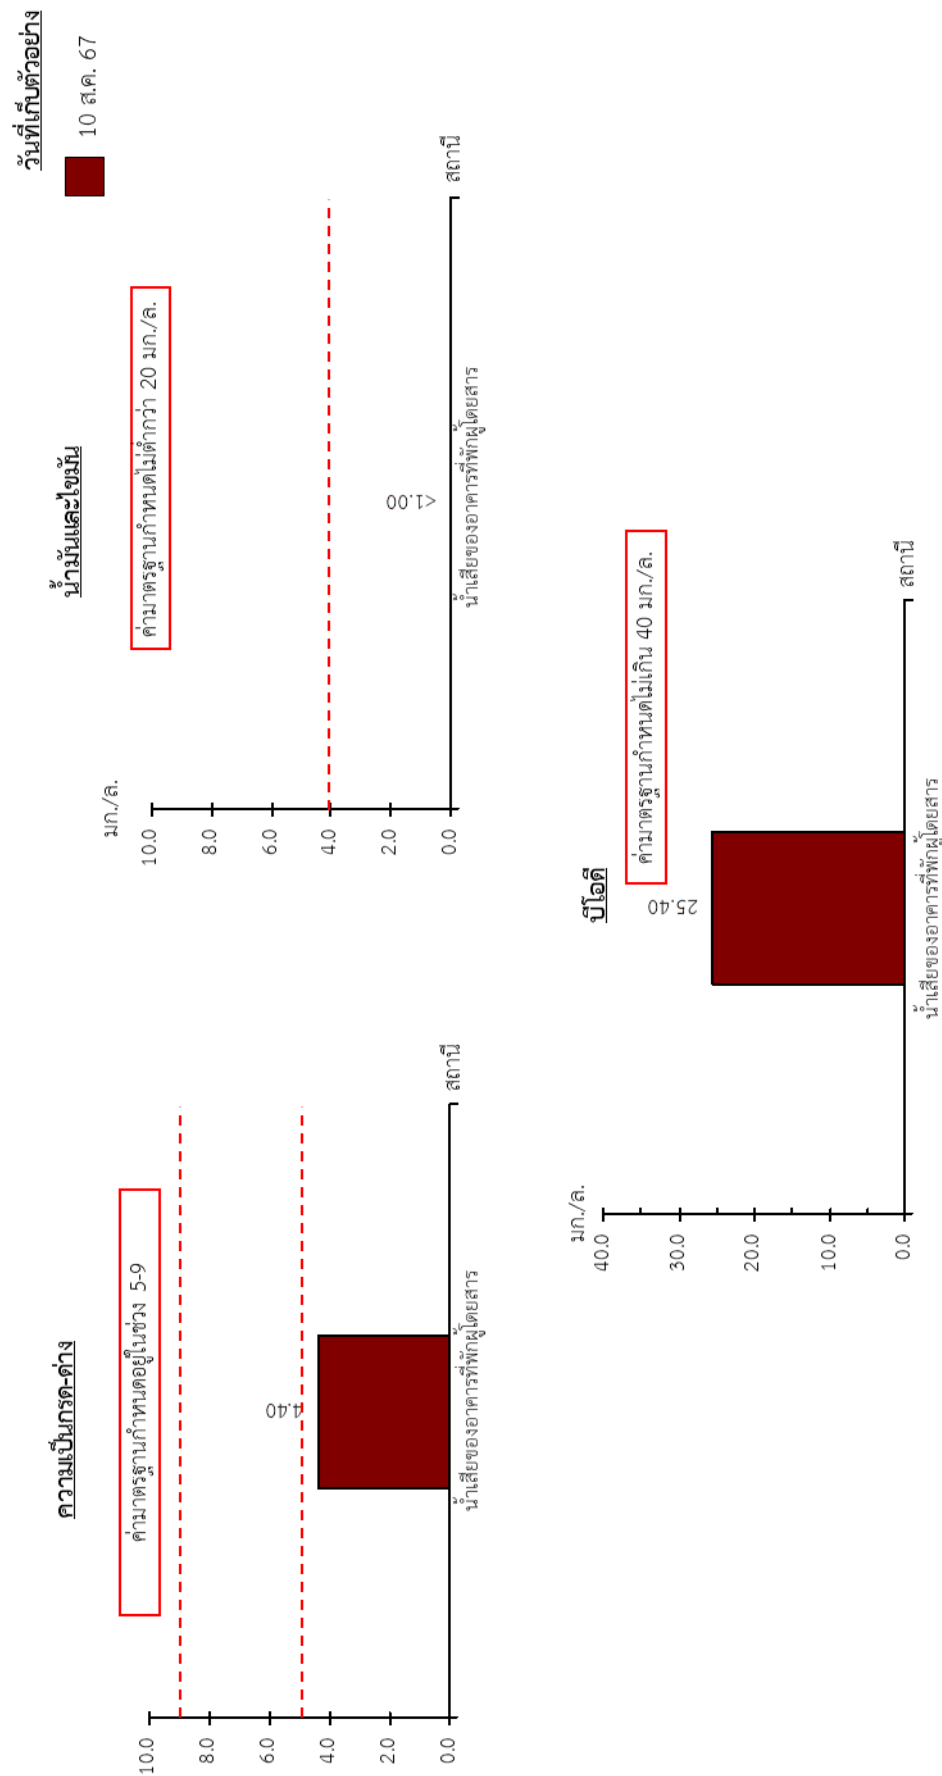 วันที่เก็บตัวอย่าง
10 ส.ค. 67
ความเป็นกรด-ด่าง
ค่ามาตรฐานกำหนดอยู่ในช่วง 5-9
10.0
8.0
6.0
4.0
2.0
0.0
4.40
น้ำเสียของอาคารที่พักผู้โดยสาร
สถานี
น้ำมันและไขมัน
มก./ล.
ค่ามาตรฐานกำหนดไม่ต่ำกว่า 20 มก./ล.
10.0
8.0
6.0
4.0
2.0
0.0
<1.00
น้ำเสียของอาคารที่พักผู้โดยสาร
สถานี
บีโอดี
มก./ล.
ค่ามาตรฐานกำหนดไม่เกิน 40 มก./ล.
40.0
30.0
20.0
10.0
0.0
25.40
น้ำเสียของอาคารที่พักผู้โดยสาร
สถานี